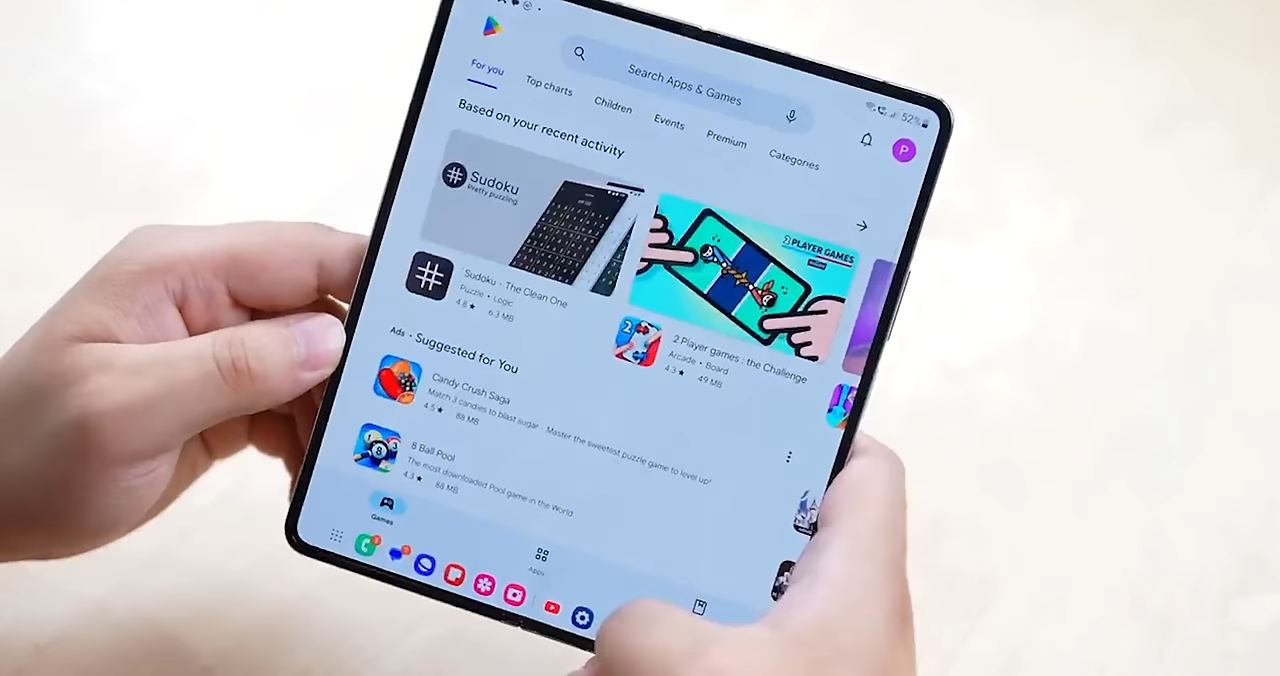 52%
Search Apps & Games
P
For you
Top charts
Children
Events
Premium
Categories
Based on your recent activity
Sudoku
Pretty puzzling.
2 PLAYER GAMES
Sudoku - The Clean One
Puzzle • Logic
4.8★ 6.3 MB
2
2 Player games : the Challenge
Arcade • Board
4.3★ 49 MB
Ads • Suggested for You
Candy Crush Saga
Match 3 candies to blast sugar · Master the sweetest puzzle game to level up!
4.5★ 88 MB
8
3
8 Ball Pool
The most downloaded Pool game in the World
4.3★ 88 MB
Games
Apps